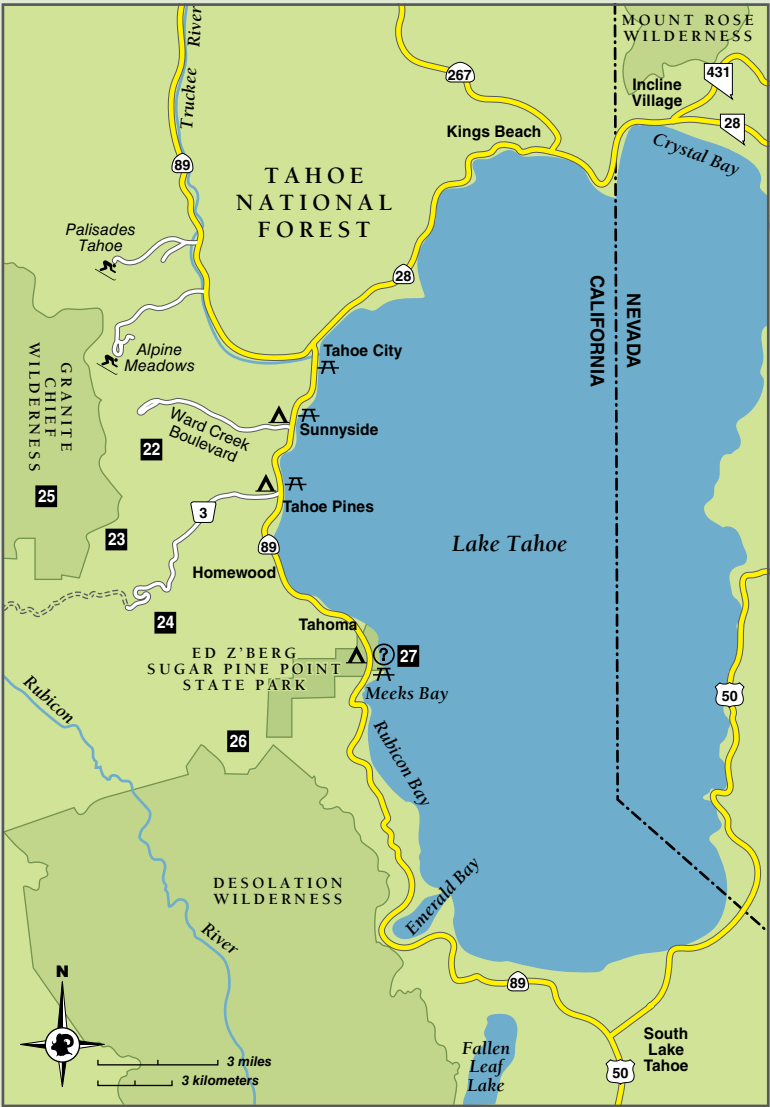 MOUNT ROSE
WILDERNESS
Truckee River
267
431
Incline
Village
28
Kings Beach
Crystal Bay
89
TAHOE
NATIONAL
FOREST
Palisades
Tahoe
28
CALIFORNIA
NEVADA
Tahoe City
Alpine
Meadows
GRANITE
CHIEF
WILDERNESS
Ward Creek
Boulevard
Sunnyside
22
25
Tahoe Pines
3
23
89
Lake Tahoe
Homewood
24
Tahoma
ED Z'BERG
SUGAR PINE POINT
STATE PARK
?
27
Meeks Bay
50
Rubicon
26
Rubicon Bay
DESOLATION
WILDERNESS
Emerald Bay
River
N
89
South
Lake
Tahoe
Fallen
Leaf
Lake
50
3 miles
3 kilometers